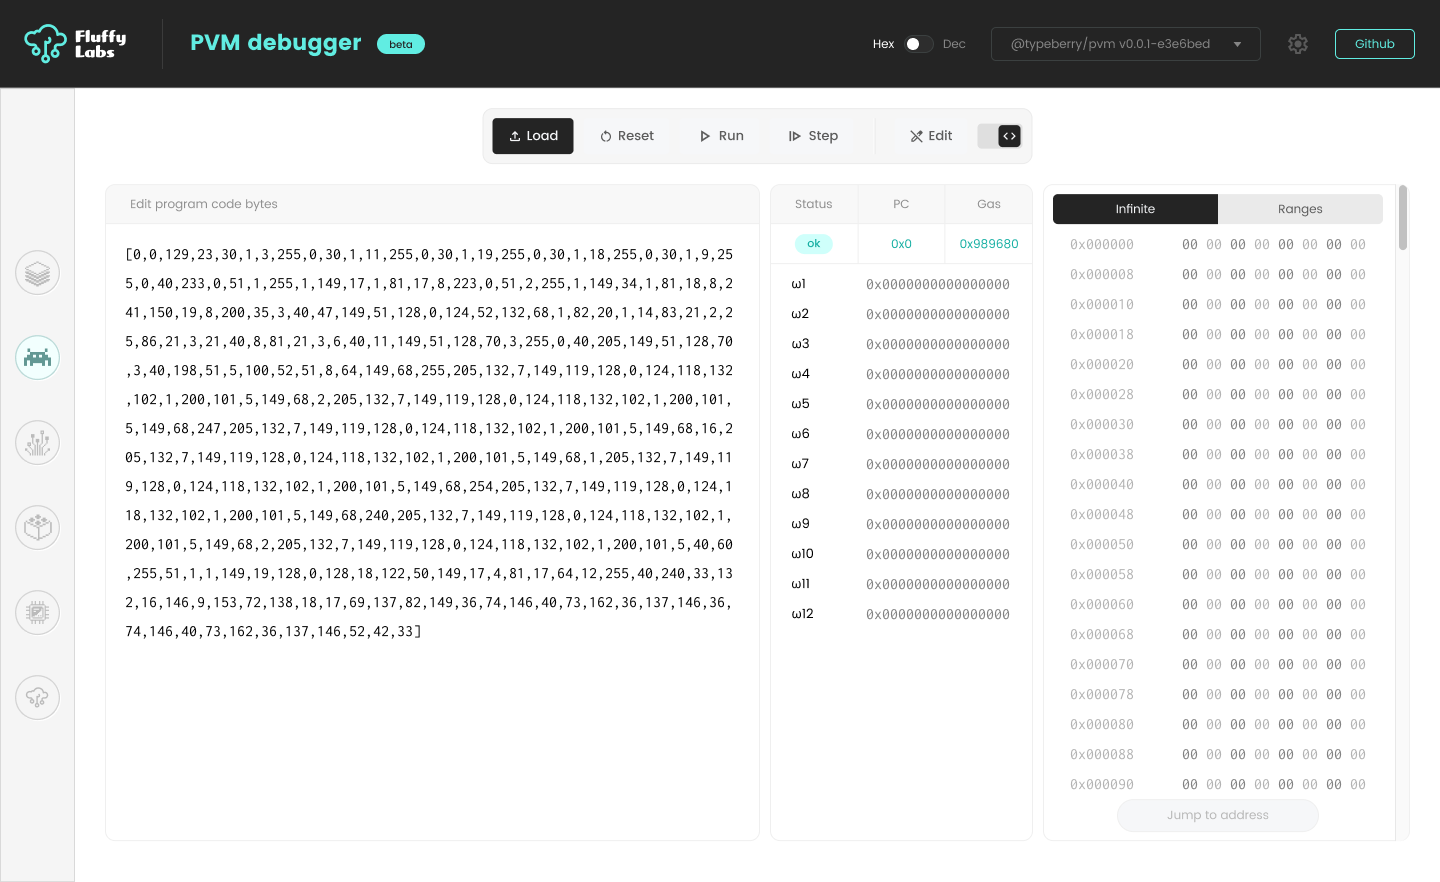 Fluffy Labs
PVM debugger beta
Hex Dec
@typeberry/pvm v0.0.1-e3e6bed
Github
Load Reset Run Step Edit
Edit program code bytes
[0,0,129,23,30,1,3,255,0,30,1,11,255,0,30,1,19,255,0,30,1,18,255,0,30,1,9,25
5,0,40,233,0,51,1,255,1,149,17,1,81,17,8,223,0,51,2,255,1,149,34,1,81,18,8,2
41,150,19,8,200,35,3,40,47,149,51,128,0,124,52,132,68,1,82,20,1,14,83,21,2,2
5,86,21,3,21,40,8,81,21,3,6,40,11,149,51,128,70,3,255,0,40,205,149,51,128,70
,3,40,198,51,5,100,52,51,8,64,149,68,255,205,132,7,149,119,128,0,124,118,132
,102,1,200,101,5,149,68,2,205,132,7,149,119,128,0,124,118,132,102,1,200,101,
5,149,68,247,205,132,7,149,119,128,0,124,118,132,102,1,200,101,5,149,68,16,2
05,132,7,149,119,128,0,124,118,132,102,1,200,101,5,149,68,1,205,132,7,149,11
9,128,0,124,118,132,102,1,200,101,5,149,68,254,205,132,7,149,119,128,0,124,1
18,132,102,1,200,101,5,149,68,240,205,132,7,149,119,128,0,124,118,132,102,1,
200,101,5,149,68,2,205,132,7,149,119,128,0,124,118,132,102,1,200,101,5,40,60
,255,51,1,1,149,19,128,0,128,18,122,50,149,17,4,81,17,64,12,255,40,240,33,13
2,16,146,9,153,72,138,18,17,69,137,82,149,36,74,146,40,73,162,36,137,146,36,
74,146,40,73,162,36,137,146,52,42,33]
Status PC Gas
ok 0x0 0x989680
ω1 0x0000000000000000
ω2 0x0000000000000000
ω3 0x0000000000000000
ω4 0x0000000000000000
ω5 0x0000000000000000
ω6 0x0000000000000000
ω7 0x0000000000000000
ω8 0x0000000000000000
ω9 0x0000000000000000
ω10 0x0000000000000000
ω11 0x0000000000000000
ω12 0x0000000000000000
Infinite Ranges
0x000000 00 00 00 00 00 00 00 00
0x000008 00 00 00 00 00 00 00 00
0x000010 00 00 00 00 00 00 00 00
0x000018 00 00 00 00 00 00 00 00
0x000020 00 00 00 00 00 00 00 00
0x000028 00 00 00 00 00 00 00 00
0x000030 00 00 00 00 00 00 00 00
0x000038 00 00 00 00 00 00 00 00
0x000040 00 00 00 00 00 00 00 00
0x000048 00 00 00 00 00 00 00 00
0x000050 00 00 00 00 00 00 00 00
0x000058 00 00 00 00 00 00 00 00
0x000060 00 00 00 00 00 00 00 00
0x000068 00 00 00 00 00 00 00 00
0x000070 00 00 00 00 00 00 00 00
0x000078 00 00 00 00 00 00 00 00
0x000080 00 00 00 00 00 00 00 00
0x000088 00 00 00 00 00 00 00 00
0x000090 00 00 00 00 00 00 00 00
Jump to address